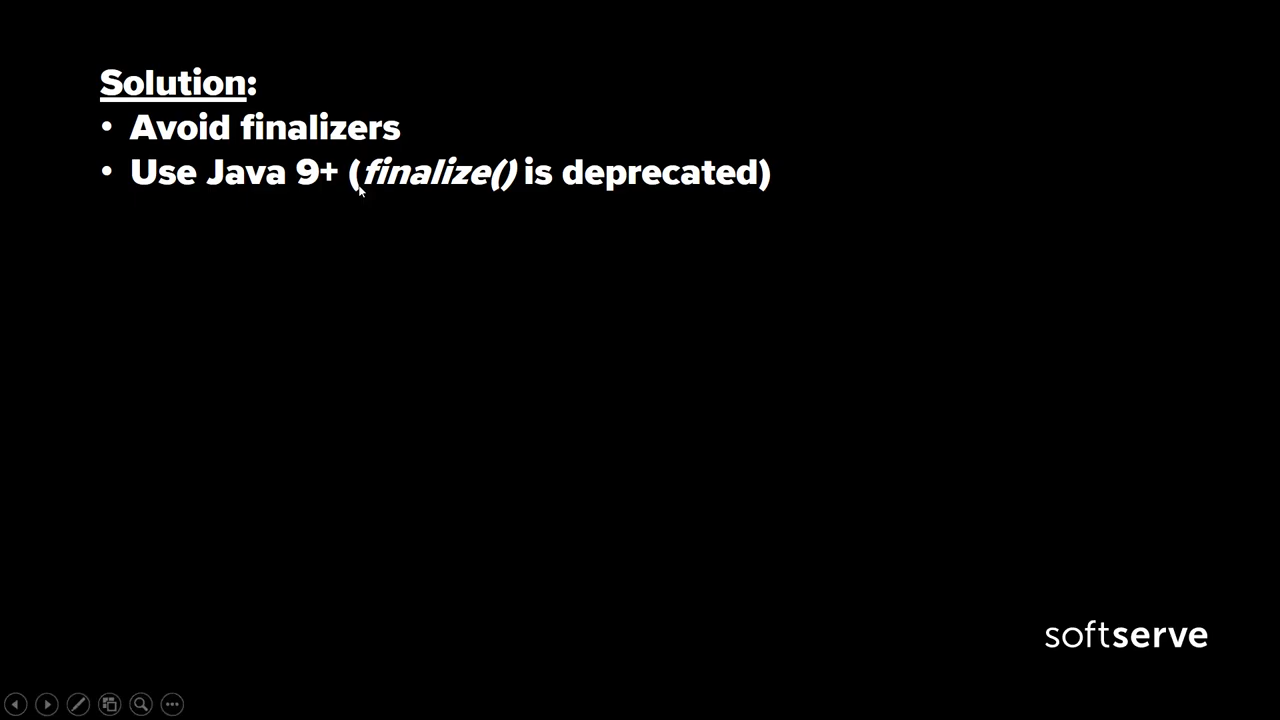 Solution:
• Avoid finalizers
• Use Java 9+ (finalize() is deprecated)
softserve